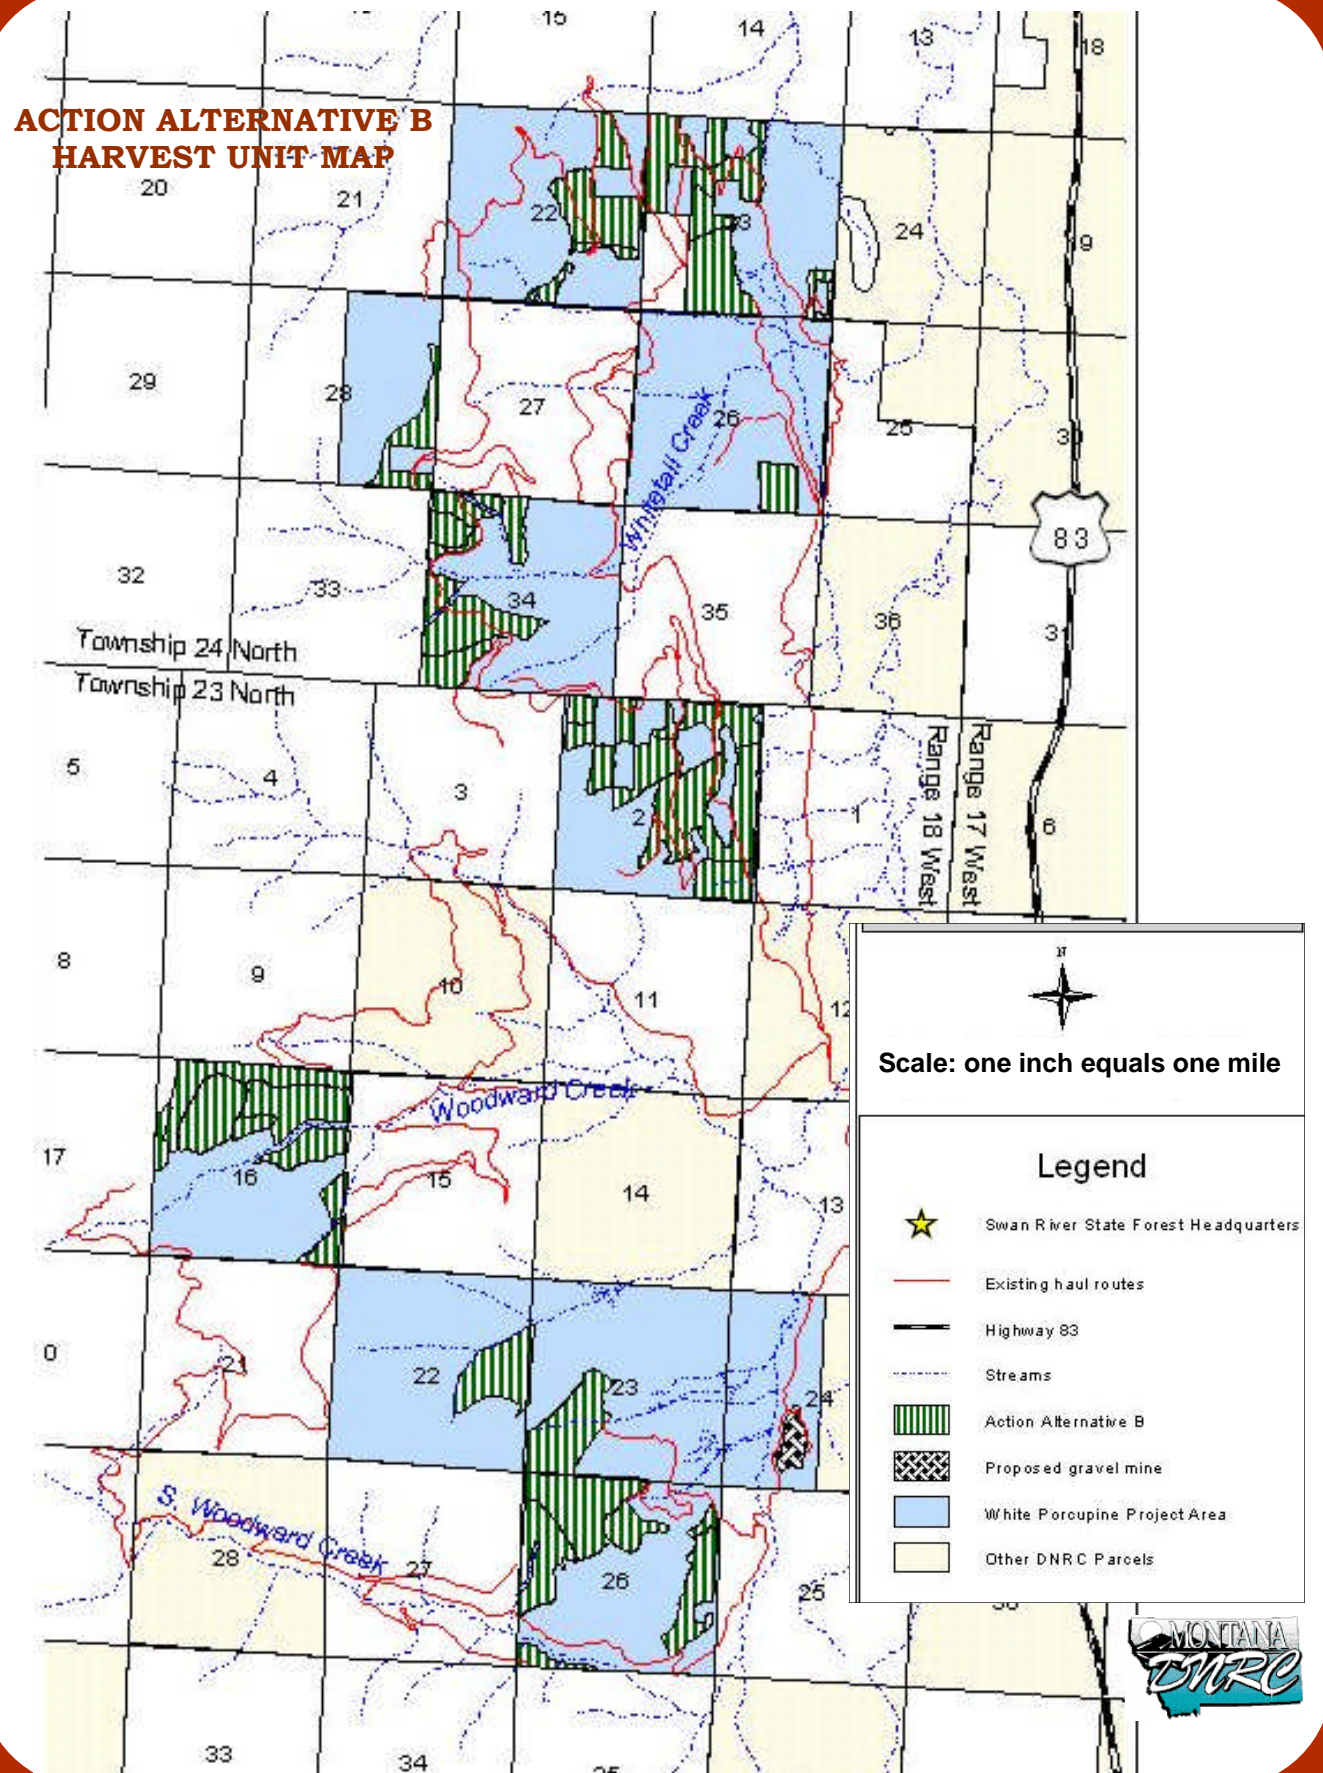 15
14
13
18
ACTION ALTERNATIVE B
HARVEST UNIT MAP
20
21
22
24
9
29
28
27
26
25
Whitetail Creek
83
32
33
34
35
36
31
Township 24 North
Township 23 North
5
4
3
2
1
6
Range 18 West
Range 17 West
8
9
10
11
12
N
Scale: one inch equals one mile
Woodward Creek
17
16
15
14
13
Legend
Swan River State Forest Headquarters
Existing haul routes
Highway 83
Streams
Action Alternative B
Proposed gravel mine
White Porcupine Project Area
Other DNRC Parcels
0
21
22
23
24
S. Woodward Creek
28
27
26
25
MONTANA
DNRC
33
34